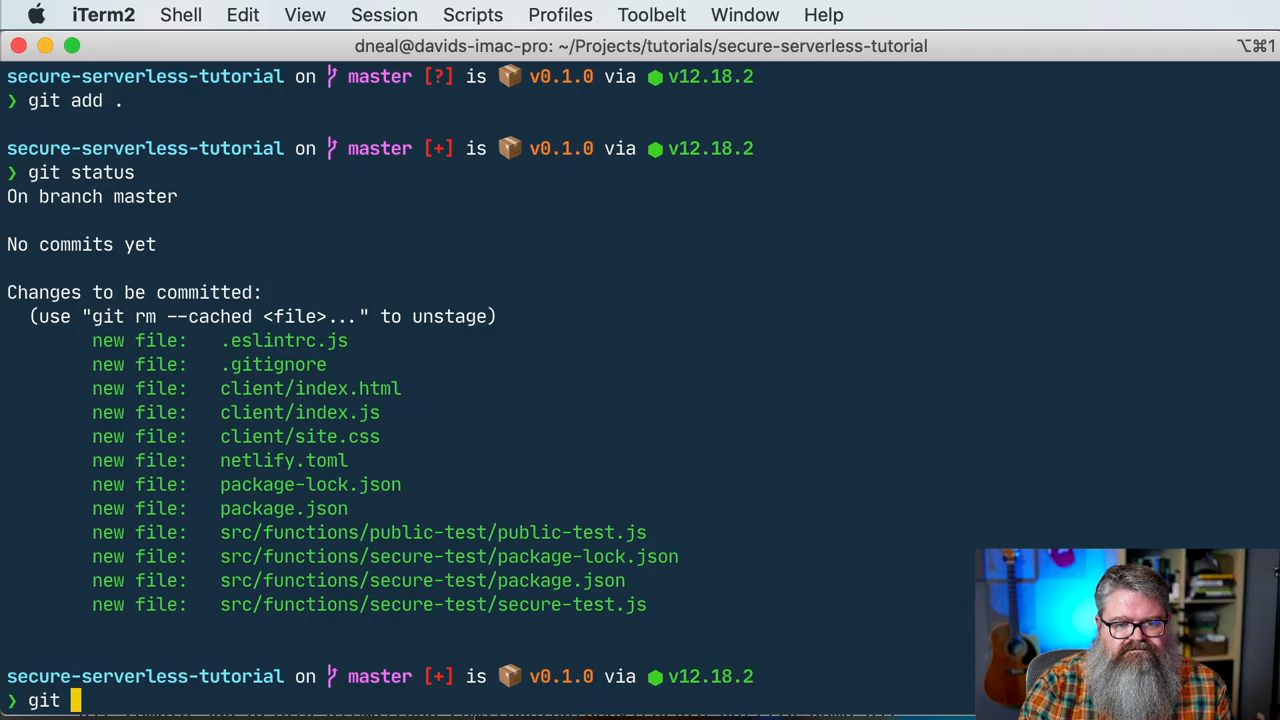 iTerm2 Shell Edit View Session Scripts Profiles Toolbelt Window Help
dneal@davids-imac-pro: ~/Projects/tutorials/secure-serverless-tutorial ⌥⌘1
secure-serverless-tutorial on master [?] is 📦 v0.1.0 via ⬢ v12.18.2
❯ git add .
secure-serverless-tutorial on master [+] is 📦 v0.1.0 via ⬢ v12.18.2
❯ git status
On branch master
No commits yet
Changes to be committed:
(use "git rm --cached <file>..." to unstage)
new file: .eslintrc.js
new file: .gitignore
new file: client/index.html
new file: client/index.js
new file: client/site.css
new file: netlify.toml
new file: package-lock.json
new file: package.json
new file: src/functions/public-test/public-test.js
new file: src/functions/secure-test/package-lock.json
new file: src/functions/secure-test/package.json
new file: src/functions/secure-test/secure-test.js
secure-serverless-tutorial on master [+] is 📦 v0.1.0 via ⬢ v12.18.2
❯ git